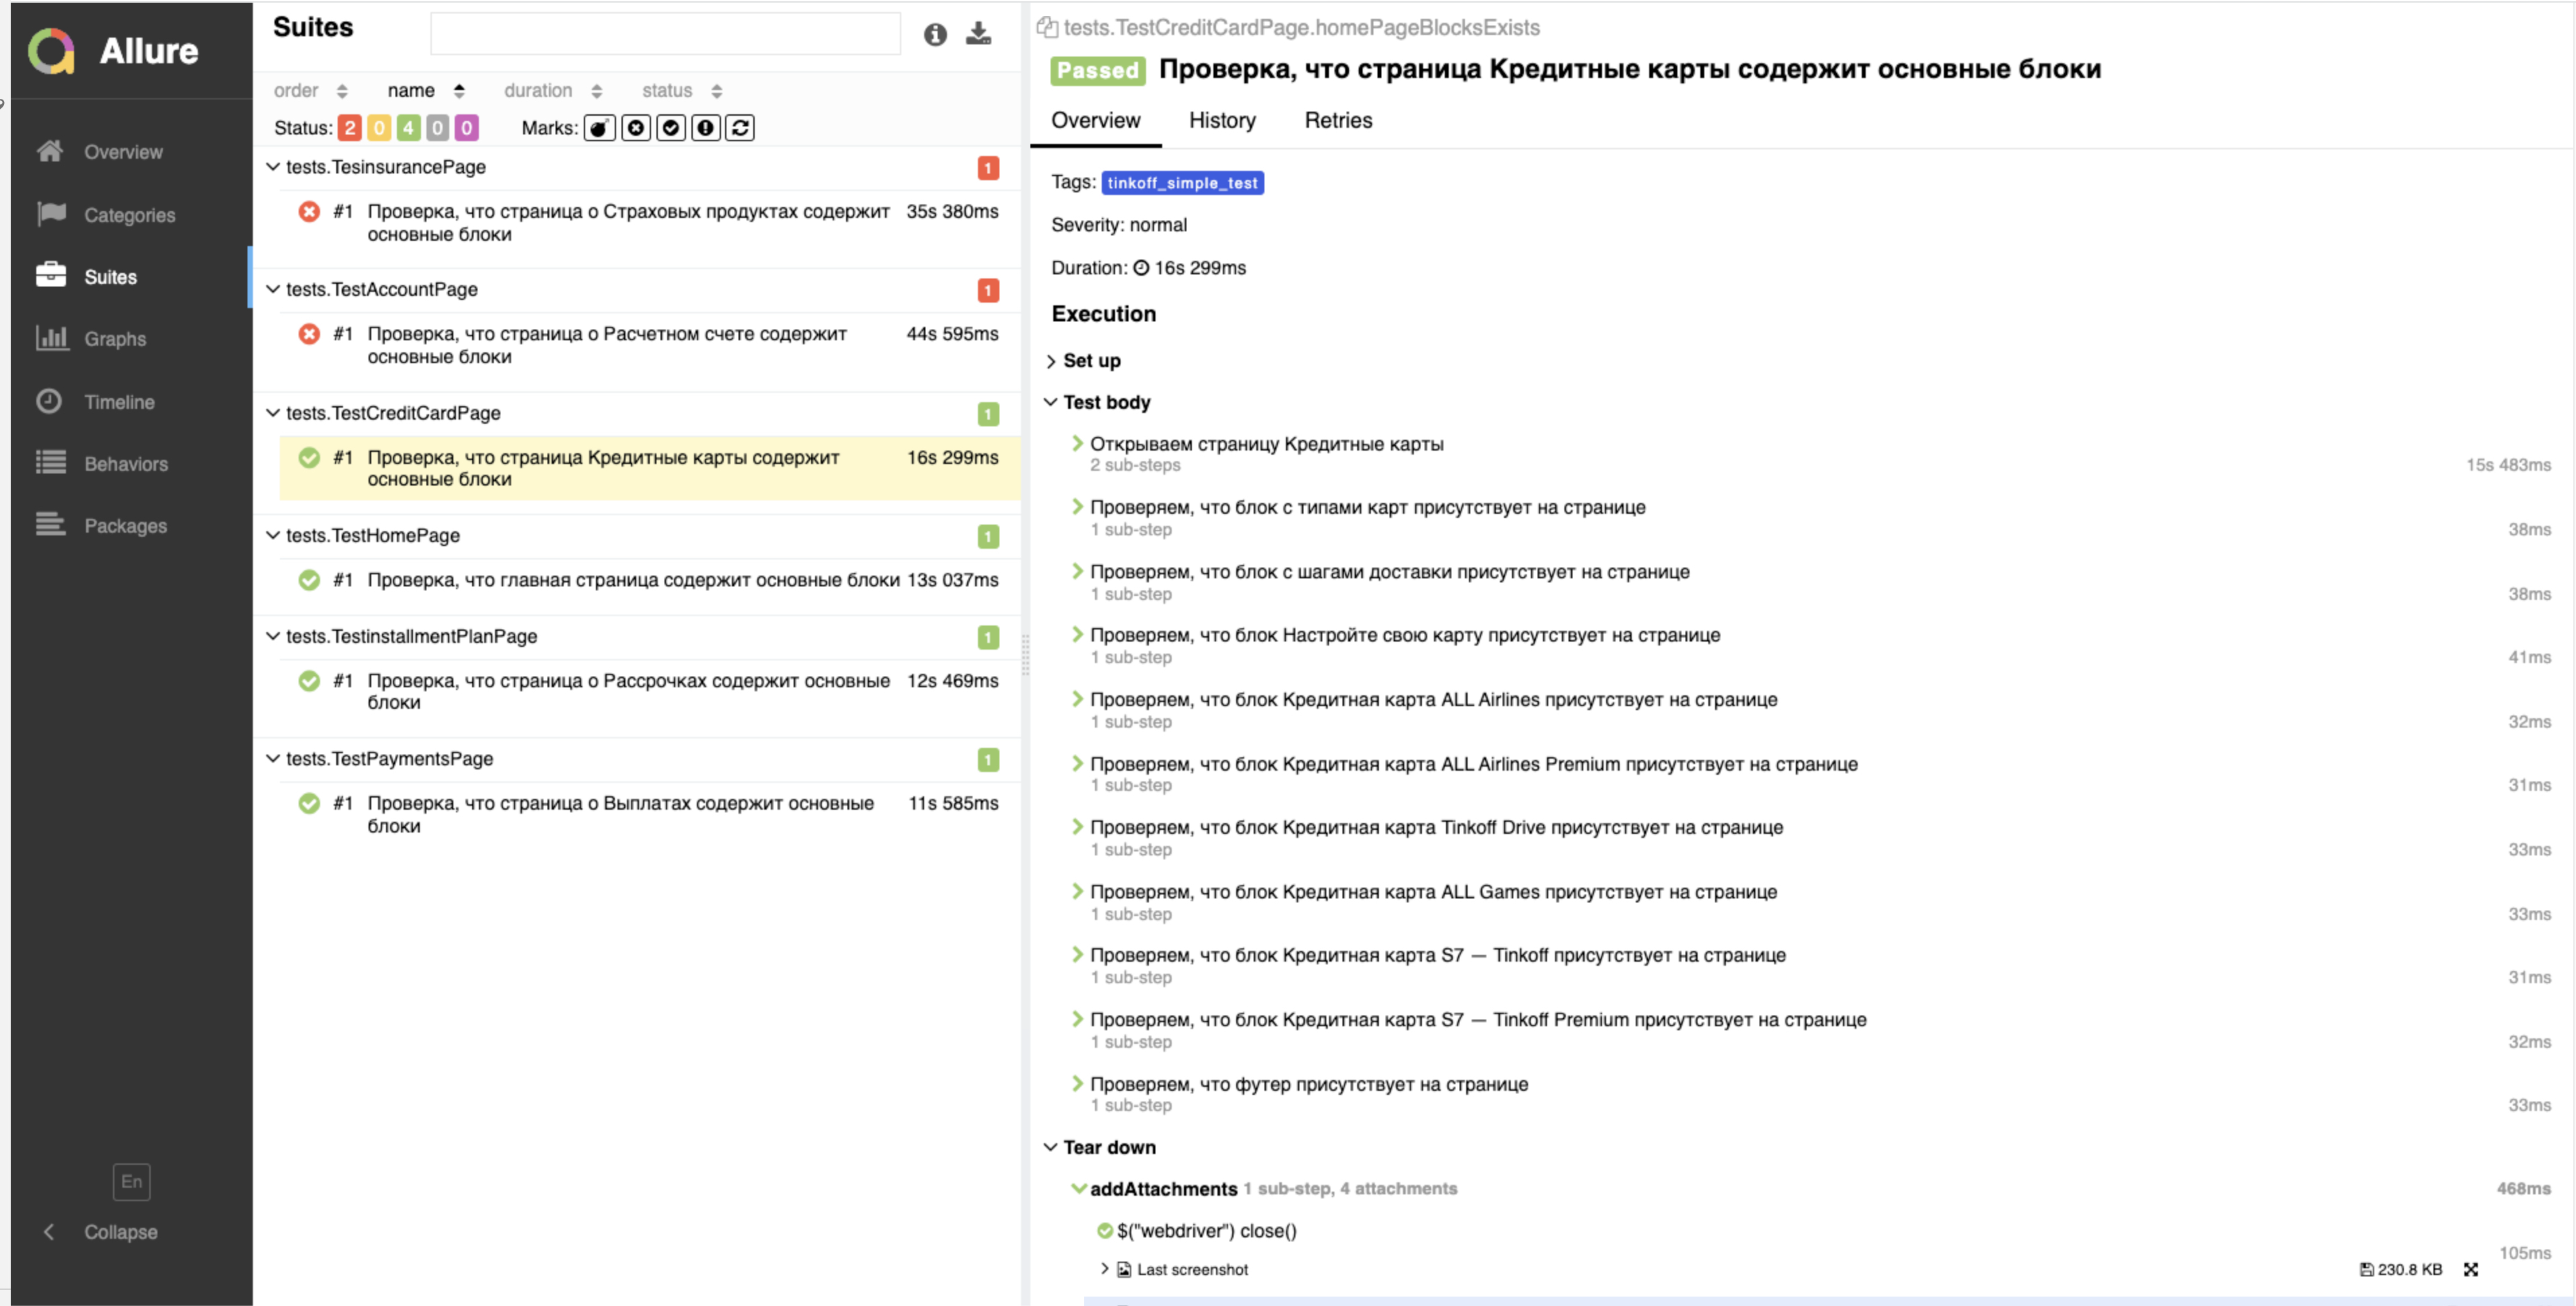 Allure
Overview
Categories
Suites
Graphs
Timeline
Behaviors
Packages
En
Collapse
Suites
order name duration status
Status: 2 0 4 0 0 Marks:
tests.TesinsurancePage 1
#1 Проверка, что страница о Страховых продуктах содержит 35s 380ms
основные блоки
tests.TestAccountPage 1
#1 Проверка, что страница о Расчетном счете содержит 44s 595ms
основные блоки
tests.TestCreditCardPage 1
#1 Проверка, что страница Кредитные карты содержит 16s 299ms
основные блоки
tests.TestHomePage 1
#1 Проверка, что главная страница содержит основные блоки 13s 037ms
tests.TestinstallmentPlanPage 1
#1 Проверка, что страница о Рассрочках содержит основные 12s 469ms
блоки
tests.TestPaymentsPage 1
#1 Проверка, что страница о Выплатах содержит основные 11s 585ms
блоки
tests.TestCreditCardPage.homePageBlocksExists
Passed Проверка, что страница Кредитные карты содержит основные блоки
Overview History Retries
Tags: tinkoff_simple_test
Severity: normal
Duration: 16s 299ms
Execution
Set up
Test body
Открываем страницу Кредитные карты
2 sub-steps 15s 483ms
Проверяем, что блок с типами карт присутствует на странице
1 sub-step 38ms
Проверяем, что блок с шагами доставки присутствует на странице
1 sub-step 38ms
Проверяем, что блок Настройте свою карту присутствует на странице
1 sub-step 41ms
Проверяем, что блок Кредитная карта ALL Airlines присутствует на странице
1 sub-step 32ms
Проверяем, что блок Кредитная карта ALL Airlines Premium присутствует на странице
1 sub-step 31ms
Проверяем, что блок Кредитная карта Tinkoff Drive присутствует на странице
1 sub-step 33ms
Проверяем, что блок Кредитная карта ALL Games присутствует на странице
1 sub-step 33ms
Проверяем, что блок Кредитная карта S7 — Tinkoff присутствует на странице
1 sub-step 31ms
Проверяем, что блок Кредитная карта S7 — Tinkoff Premium присутствует на странице
1 sub-step 32ms
Проверяем, что футер присутствует на странице
1 sub-step 33ms
Tear down
addAttachments 1 sub-step, 4 attachments 468ms
$("webdriver") close()
105ms
Last screenshot 230.8 KB